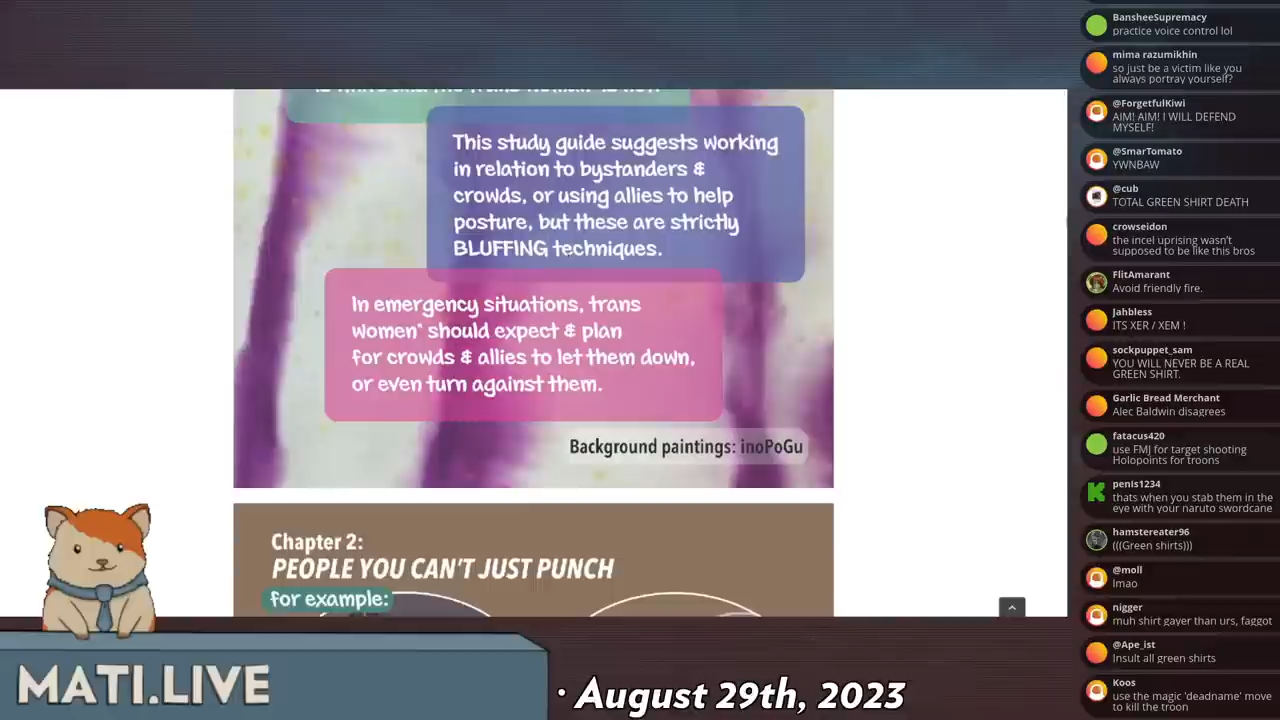 This study guide suggests working
in relation to bystanders &
crowds, or using allies to help
posture, but these are strictly
BLUFFING techniques.
In emergency situations, trans
women* should expect & plan
for crowds & allies to let them down,
or even turn against them.
Background paintings: inoPoGu
Chapter 2:
PEOPLE YOU CAN'T JUST PUNCH
for example:
MATI.LIVE
· August 29th, 2023
BansheeSupremacy
practice voice control lol
mima razumikhin
so just be a victim like you
always portray yourself?
@ForgetfulKiwi
AIM! AIM! I WILL DEFEND
MYSELF!
@SmarTomato
YWNBAW
@cub
TOTAL GREEN SHIRT DEATH
crowseidon
the incel uprising wasn't
supposed to be like this bros
FlitAmarant
Avoid friendly fire.
Jahbless
ITS XER / XEM !
sockpuppet_sam
YOU WILL NEVER BE A REAL
GREEN SHIRT.
Garlic Bread Merchant
Alec Baldwin disagrees
fatacus420
use FMJ for target shooting
Holopoints for troons
penis1234
thats when you stab them in the
eye with your naruto swordcane
hamstereater96
(((Green shirts)))
@moll
lmao
nigger
muh shirt gayer than urs, faggot
@Ape_ist
Insult all green shirts
Koos
use the magic 'deadname' move
to kill the troon